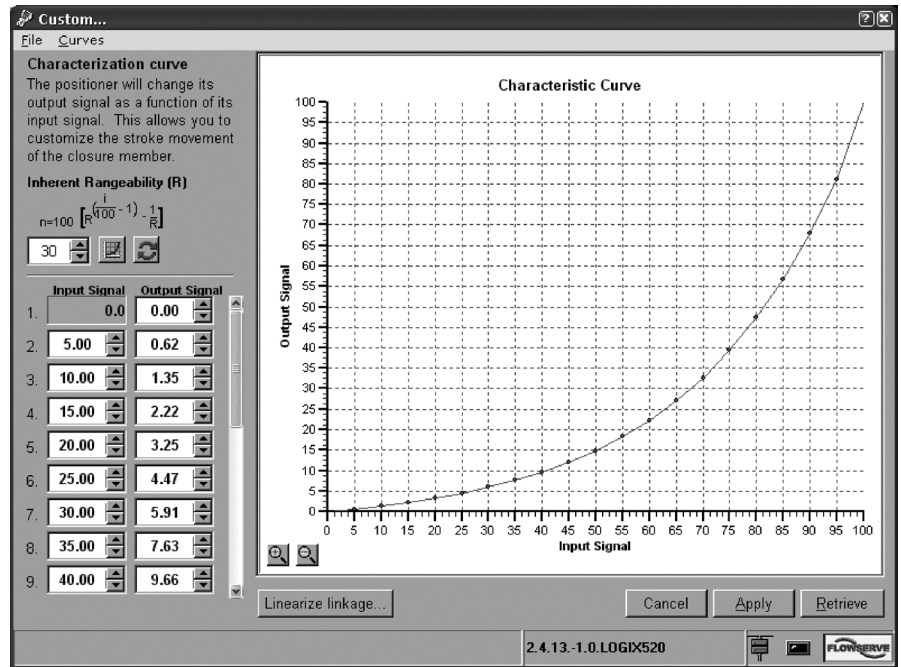 Custom...
File Curves
Characterization curve
The positioner will change its
output signal as a function of its
input signal. This allows you to
customize the stroke movement
of the closure member.
Inherent Rangeability (R)
n=100 [R^(i/100 - 1) - 1/R]
30
Input Signal Output Signal
1. 0.0 0.00
2. 5.00 0.62
3. 10.00 1.35
4. 15.00 2.22
5. 20.00 3.25
6. 25.00 4.47
7. 30.00 5.91
8. 35.00 7.63
9. 40.00 9.66
Characteristic Curve
Output Signal
100
95
90
85
80
75
70
65
60
55
50
45
40
35
30
25
20
15
10
5
0
0 5 10 15 20 25 30 35 40 45 50 55 60 65 70 75 80 85 90 95 100
Input Signal
Linearize linkage...
Cancel Apply Retrieve
2.4.13.-1.0.LOGIX520
FLOWSERVE